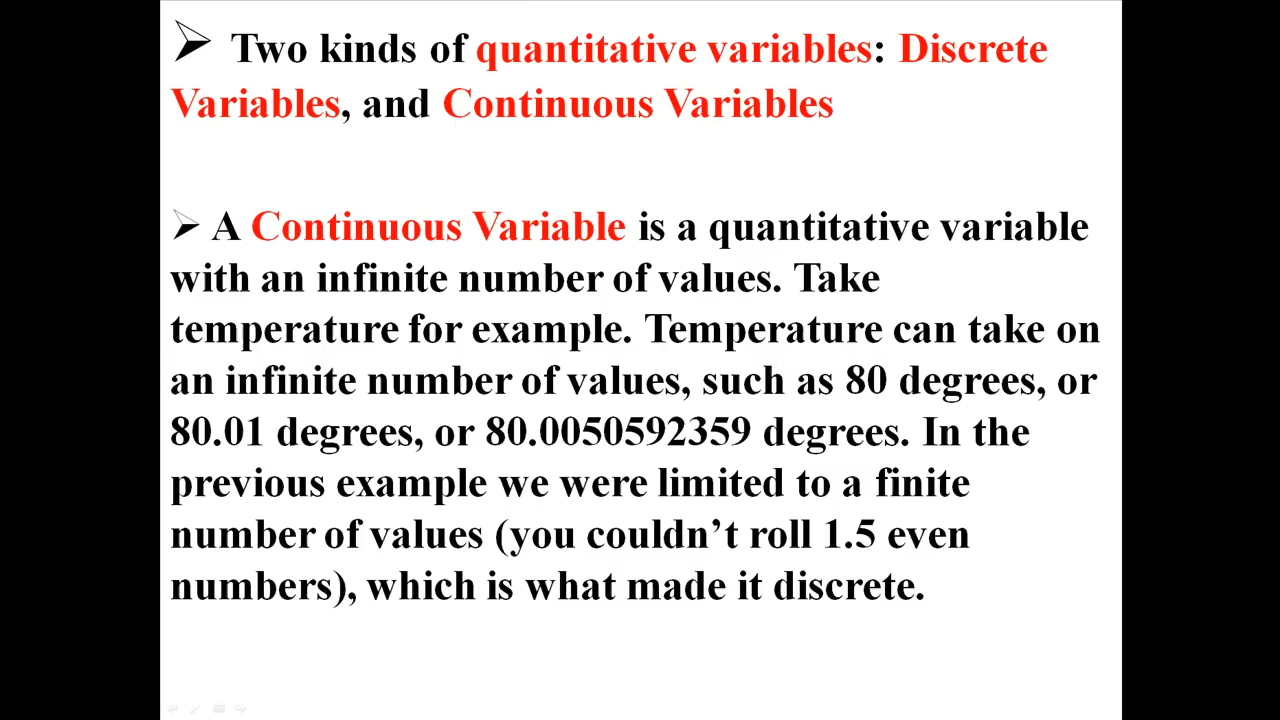 ➢ Two kinds of quantitative variables: Discrete
Variables, and Continuous Variables
➢ A Continuous Variable is a quantitative variable
with an infinite number of values. Take
temperature for example. Temperature can take on
an infinite number of values, such as 80 degrees, or
80.01 degrees, or 80.0050592359 degrees. In the
previous example we were limited to a finite
number of values (you couldn’t roll 1.5 even
numbers), which is what made it discrete.